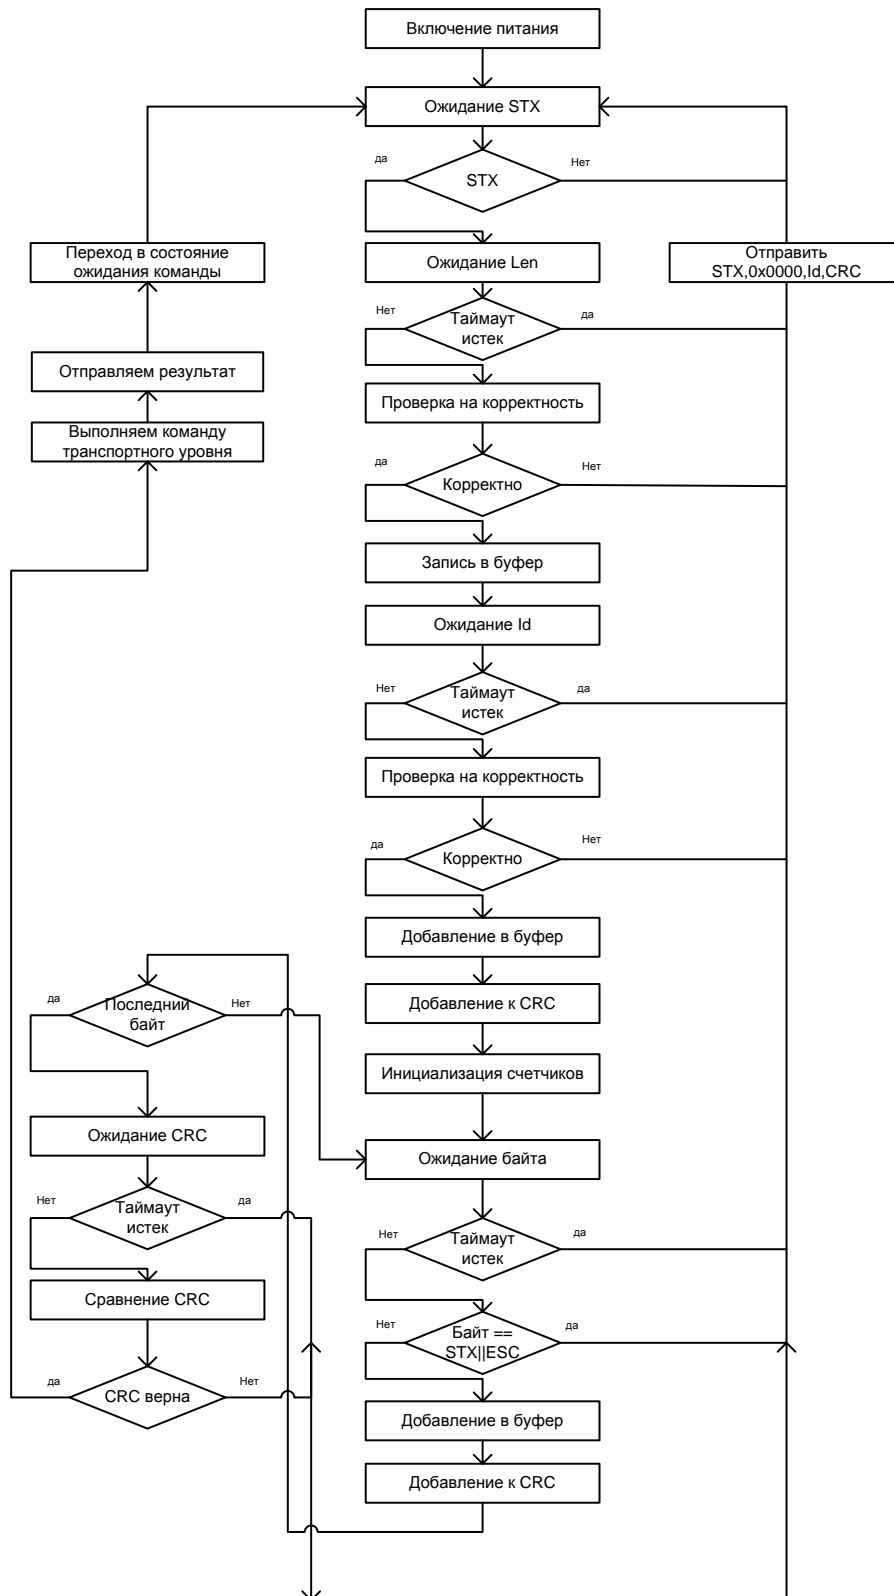 Включение питания
Ожидание STX
да
Нет
STX
Переход в состояние
ожидания команды
Ожидание Len
Отправить
STX,0x0000,Id,CRC
Нет
да
Таймаут
истек
Отправляем результат
Проверка на корректность
Выполняем команду
транспортного уровня
да
Нет
Корректно
Запись в буфер
Ожидание Id
Нет
да
Таймаут
истек
Проверка на корректность
да
Нет
Корректно
Добавление в буфер
да
Нет
Последний
байт
Добавление к CRC
Инициализация счетчиков
Ожидание CRC
Ожидание байта
Нет
да
Таймаут
истек
Нет
да
Таймаут
истек
Сравнение CRC
Нет
да
Байт ==
STX||ESC
да
Нет
CRC верна
Добавление в буфер
Добавление к CRC